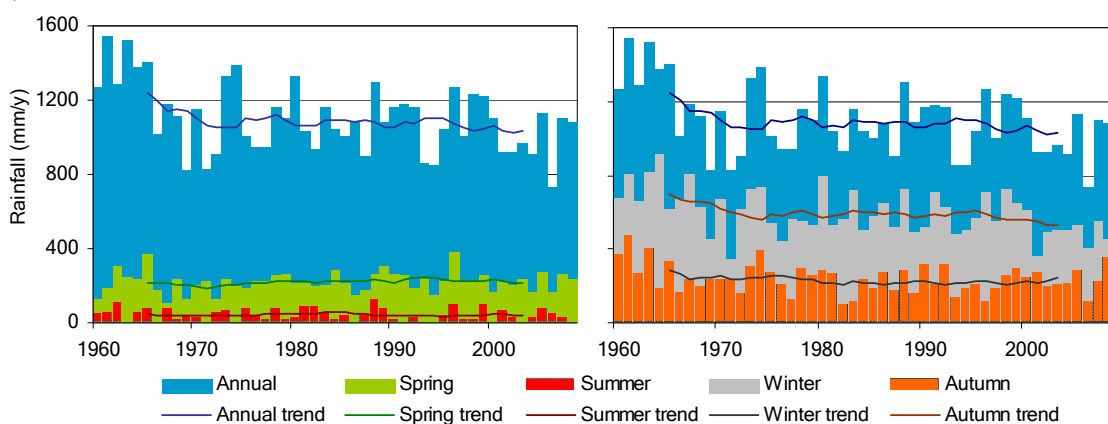 1600
1200
800
400
0
Rainfall (mm/y)
1960 1970 1980 1990 2000
1960 1970 1980 1990 2000
Annual Spring Summer Winter Autumn
Annual trend Spring trend Summer trend Winter trend Autumn trend